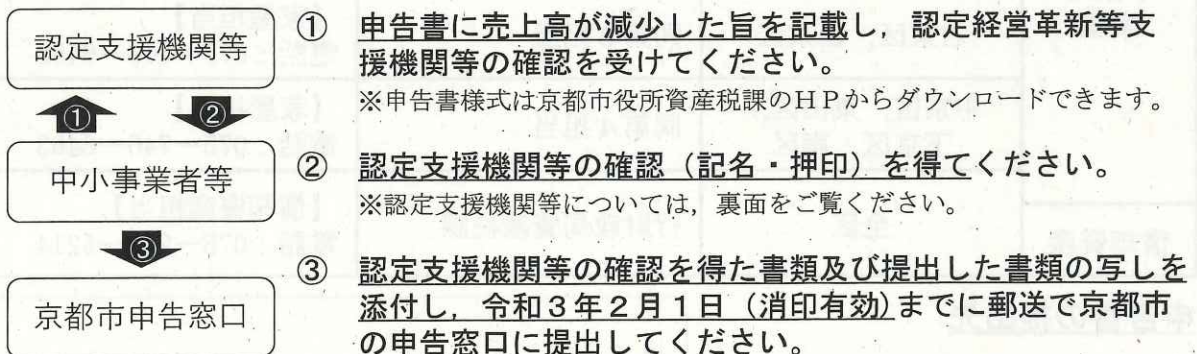 認定支援機関等
① ②
中小事業者等
③
京都市申告窓口
① 申告書に売上高が減少した旨を記載し，認定経営革新等支
援機関等の確認を受けてください。
※申告書様式は京都市役所資産税課のＨＰからダウンロードできます。
② 認定支援機関等の確認（記名・押印）を得てください。
※認定支援機関等については，裏面をご覧ください。
③ 認定支援機関等の確認を得た書類及び提出した書類の写しを
添付し，令和３年２月１日（消印有効）までに郵送で京都市
の申告窓口に提出してください。